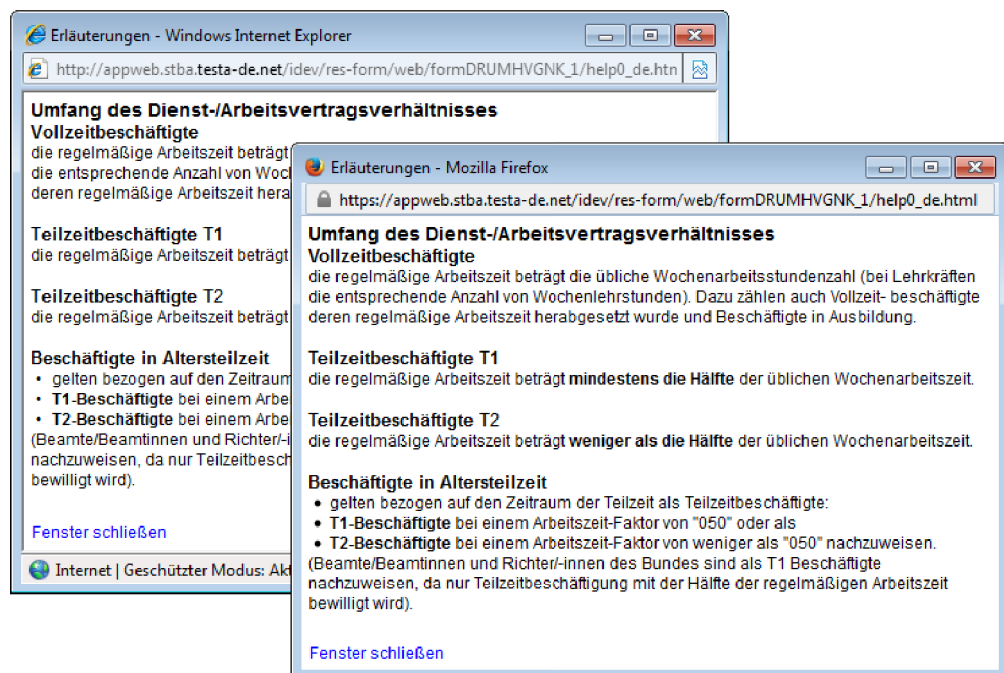 Erläuterungen - Windows Internet Explorer
http://appweb.stba.testa-de.net/idev/res-form/web/formDRUMHVGNK_1/help0_de.htn
Umfang des Dienst-/Arbeitsvertragsverhältnisses
Vollzeitbeschäftigte
die regelmäßige Arbeitszeit beträgt
die entsprechende Anzahl von Woc
deren regelmäßige Arbeitszeit hera
Teilzeitbeschäftigte T1
die regelmäßige Arbeitszeit beträgt
Teilzeitbeschäftigte T2
die regelmäßige Arbeitszeit beträgt
Beschäftigte in Altersteilzeit
• gelten bezogen auf den Zeitraum
• T1-Beschäftigte bei einem Arbe
• T2-Beschäftigte bei einem Arbe
(Beamte/Beamtinnen und Richter/-i
nachzuweisen, da nur Teilzeitbesch
bewilligt wird).
Fenster schließen
Internet | Geschützter Modus: Akt
Erläuterungen - Mozilla Firefox
https://appweb.stba.testa-de.net/idev/res-form/web/formDRUMHVGNK_1/help0_de.html
Umfang des Dienst-/Arbeitsvertragsverhältnisses
Vollzeitbeschäftigte
die regelmäßige Arbeitszeit beträgt die übliche Wochenarbeitsstundenzahl (bei Lehrkräften
die entsprechende Anzahl von Wochenlehrstunden). Dazu zählen auch Vollzeit- beschäftigte
deren regelmäßige Arbeitszeit herabgesetzt wurde und Beschäftigte in Ausbildung.
Teilzeitbeschäftigte T1
die regelmäßige Arbeitszeit beträgt mindestens die Hälfte der üblichen Wochenarbeitszeit.
Teilzeitbeschäftigte T2
die regelmäßige Arbeitszeit beträgt weniger als die Hälfte der üblichen Wochenarbeitszeit.
Beschäftigte in Altersteilzeit
• gelten bezogen auf den Zeitraum der Teilzeit als Teilzeitbeschäftigte:
• T1-Beschäftigte bei einem Arbeitszeit-Faktor von "050" oder als
• T2-Beschäftigte bei einem Arbeitszeit-Faktor von weniger als "050" nachzuweisen.
(Beamte/Beamtinnen und Richter/-innen des Bundes sind als T1 Beschäftigte
nachzuweisen, da nur Teilzeitbeschäftigung mit der Hälfte der regelmäßigen Arbeitszeit
bewilligt wird).
Fenster schließen